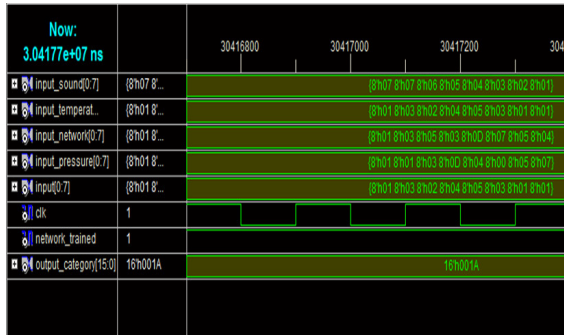 Now:
3.04177e+07 ns
30416800 30417000 30417200 304
input_sound[0:7] {8'h07 8'... {8'h07 8'h07 8'h06 8'h05 8'h04 8'h03 8'h02 8'h01}
input_temperat... {8'h01 8'... {8'h01 8'h03 8'h02 8'h04 8'h05 8'h03 8'h01 8'h01}
input_network[0:7] {8'h01 8'... {8'h01 8'h03 8'h05 8'h03 8'h0D 8'h07 8'h05 8'h04}
input_pressure[0:7] {8'h01 8'... {8'h01 8'h01 8'h03 8'h0D 8'h04 8'h00 8'h05 8'h07}
input[0:7] {8'h01 8'... {8'h01 8'h03 8'h02 8'h04 8'h05 8'h03 8'h01 8'h01}
clk 1
network_trained 1
output_category[15:0] 16'h001A 16'h001A